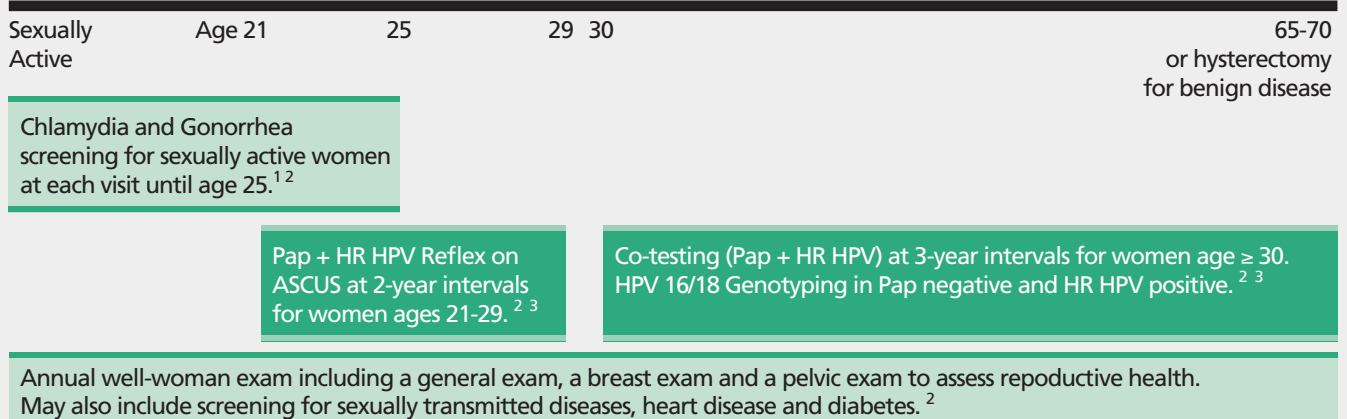 Sexually Active Age 21 25 29 30 65-70
or hysterectomy
for benign disease
Chlamydia and Gonorrhea
screening for sexually active women
at each visit until age 25.1 2
Pap + HR HPV Reflex on
ASCUS at 2-year intervals
for women ages 21-29. 2 3
Co-testing (Pap + HR HPV) at 3-year intervals for women age ≥ 30.
HPV 16/18 Genotyping in Pap negative and HR HPV positive. 2 3
Annual well-woman exam including a general exam, a breast exam and a pelvic exam to assess repoductive health.
May also include screening for sexually transmitted diseases, heart disease and diabetes. 2